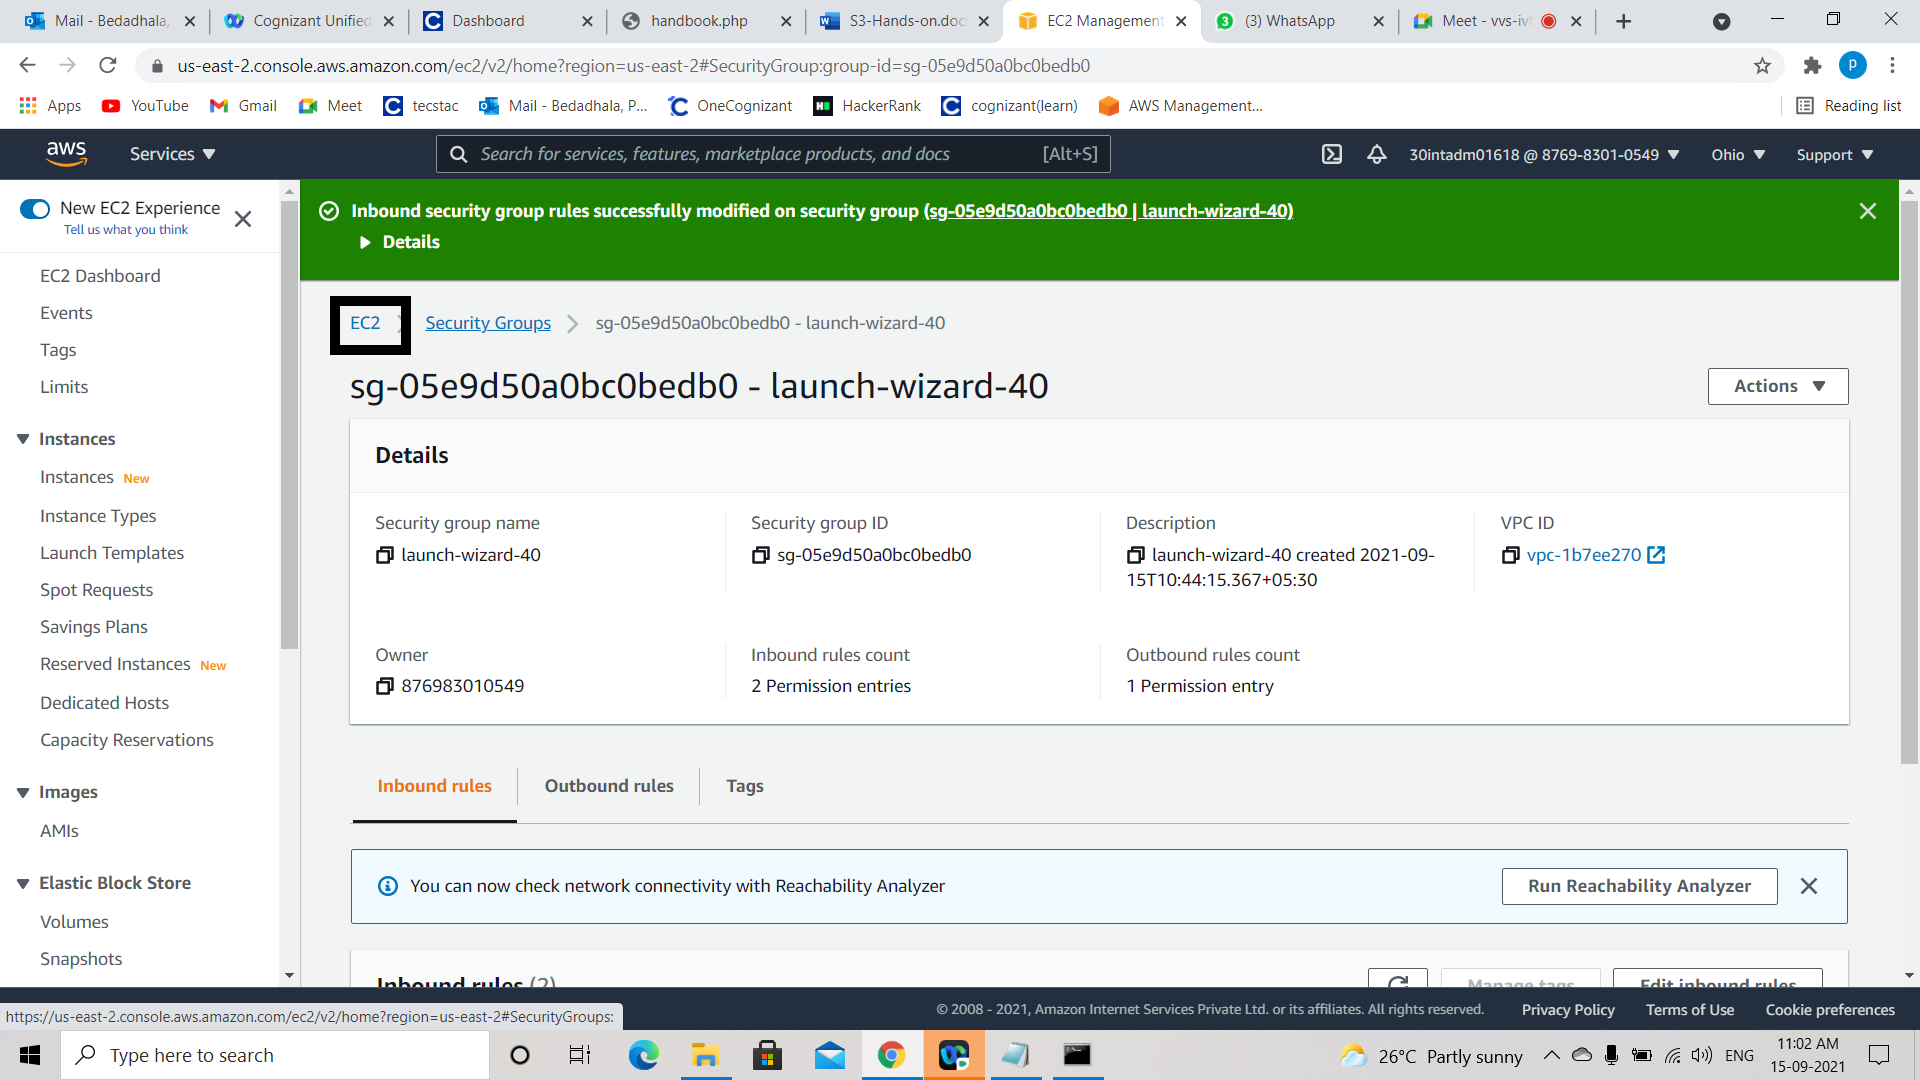 Mail - Bedadhala,
Cognizant Unified
Dashboard
handbook.php
S3-Hands-on.doc
EC2 Management
(3) WhatsApp
Meet - vvs-ivf
us-east-2.console.aws.amazon.com/ec2/v2/home?region=us-east-2#SecurityGroup:group-id=sg-05e9d50a0bc0bedb0
p
Apps
YouTube
Gmail
Meet
tecstac
Mail - Bedadhala, P...
OneCognizant
HackerRank
cognizant(learn)
AWS Management...
Reading list
aws
Services
Search for services, features, marketplace products, and docs [Alt+S]
30intadm01618 @ 8769-8301-0549
Ohio
Support
New EC2 Experience
Tell us what you think
EC2 Dashboard
Events
Tags
Limits
Instances
Instances New
Instance Types
Launch Templates
Spot Requests
Savings Plans
Reserved Instances New
Dedicated Hosts
Capacity Reservations
Images
AMIs
Elastic Block Store
Volumes
Snapshots
Inbound security group rules successfully modified on security group (sg-05e9d50a0bc0bedb0 | launch-wizard-40)
Details
EC2
Security Groups
sg-05e9d50a0bc0bedb0 - launch-wizard-40
sg-05e9d50a0bc0bedb0 - launch-wizard-40
Actions
Details
Security group name
launch-wizard-40
Security group ID
sg-05e9d50a0bc0bedb0
Description
launch-wizard-40 created 2021-09-
15T10:44:15.367+05:30
VPC ID
vpc-1b7ee270
Owner
876983010549
Inbound rules count
2 Permission entries
Outbound rules count
1 Permission entry
Inbound rules
Outbound rules
Tags
You can now check network connectivity with Reachability Analyzer
Run Reachability Analyzer
Inbound rules (2)
Manage tags
Edit inbound rules
https://us-east-2.console.aws.amazon.com/ec2/v2/home?region=us-east-2#SecurityGroups:
© 2008 - 2021, Amazon Internet Services Private Ltd. or its affiliates. All rights reserved.
Privacy Policy
Terms of Use
Cookie preferences
Type here to search
26°C Partly sunny
ENG
11:02 AM
15-09-2021